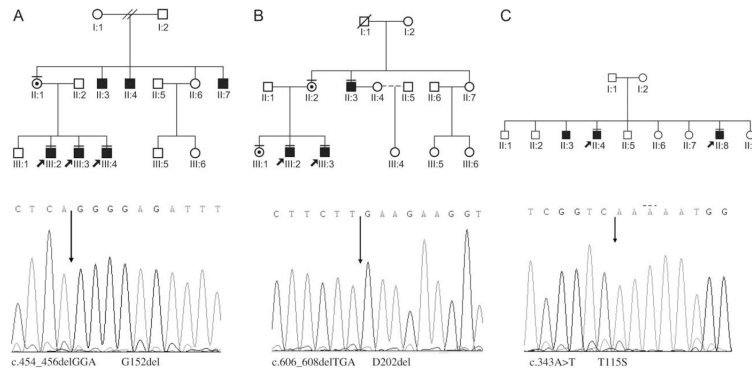 A
I:1
I:2
II:1
II:2
II:3
II:4
II:5
II:6
II:7
III:1
III:2
III:3
III:4
III:5
III:6
C T C A G G G G A G A T T T
c.454_456delGGA G152del
B
I:1
I:2
II:1
II:2
II:3
II:4
II:5
II:6
II:7
III:1
III:2
III:3
III:4
III:5
III:6
C T T C T T G A A G A A G G T
c.606_608delTGA D202del
C
I:1
I:2
II:1
II:2
II:3
II:4
II:5
II:6
II:7
II:8
T C G G T C A A A A A T G G
c.343A>T T115S